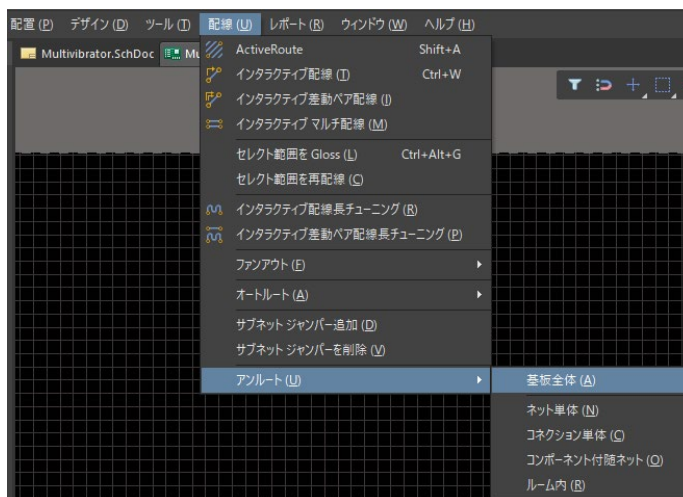 配置 (P) デザイン (D) ツール (T) 配線 (U) レポート (R) ウィンドウ (W) ヘルプ (H)
Multivibrator.SchDoc Mu
ActiveRoute Shift+A
インタラクティブ配線 (T) Ctrl+W
インタラクティブ差動ペア配線 (I)
インタラクティブ マルチ配線 (M)
セレクト範囲を Gloss (L) Ctrl+Alt+G
セレクト範囲を再配線 (C)
インタラクティブ配線長チューニング (R)
インタラクティブ差動ペア配線長チューニング (P)
ファンアウト (F)
オートルート (A)
サブネット ジャンパー追加 (D)
サブネット ジャンパーを削除 (V)
アンルート (U)
基板全体 (A)
ネット単体 (N)
コネクション単体 (C)
コンポーネント付随ネット (O)
ルーム内 (R)